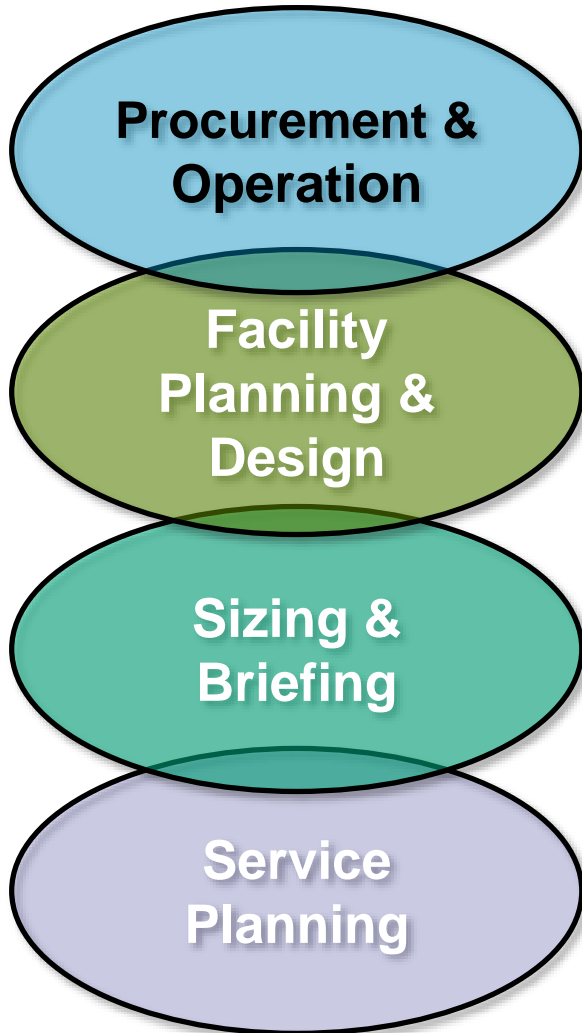 Procurement &
Operation
Facility
Planning &
Design
Sizing &
Briefing
Service
Planning